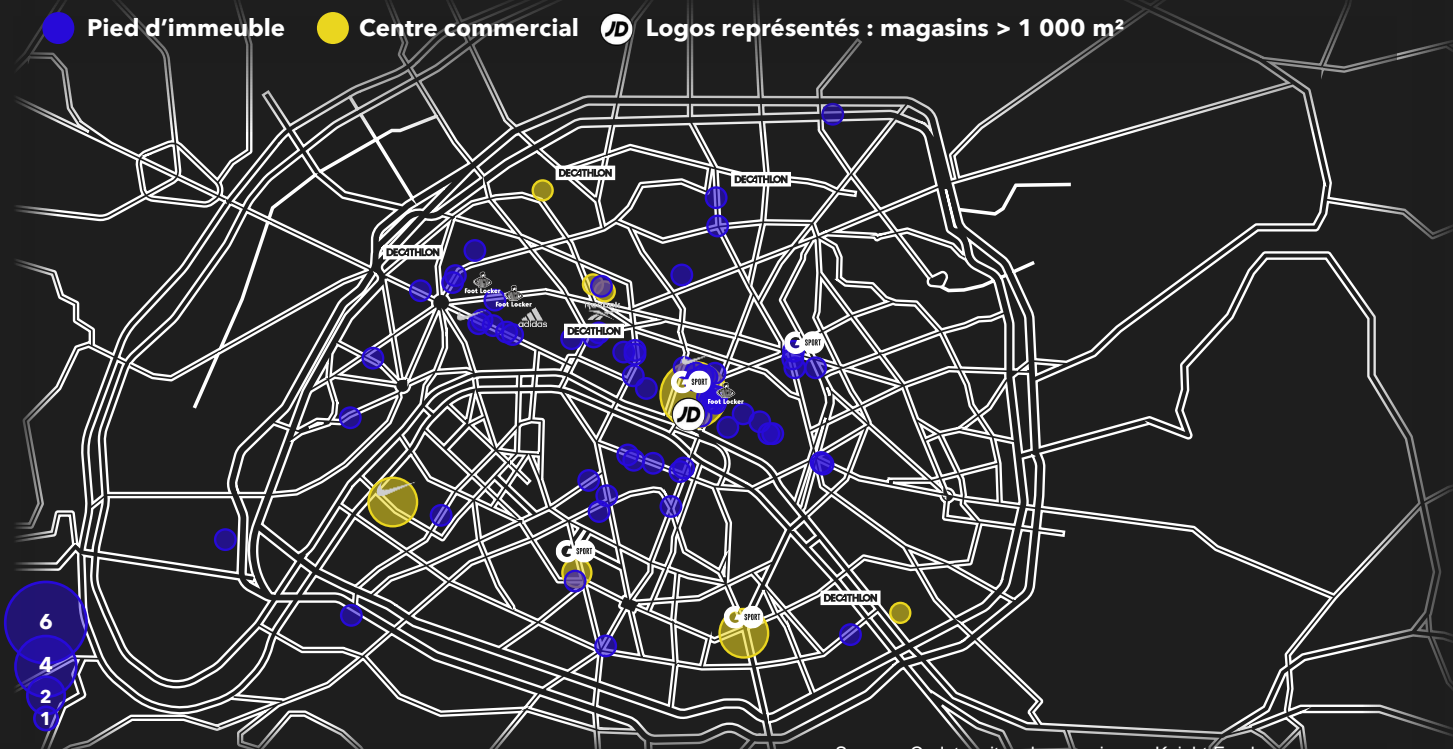 Pied d’immeuble Centre commercial JD Logos représentés : magasins > 1 000 m²
DECATHLON
DECATHLON
DECATHLON
Foot Locker
Foot Locker
adidas
DECATHLON
G SPORT
G SPORT
Foot Locker
JD
G SPORT
DECATHLON
G SPORT
6
4
2
1